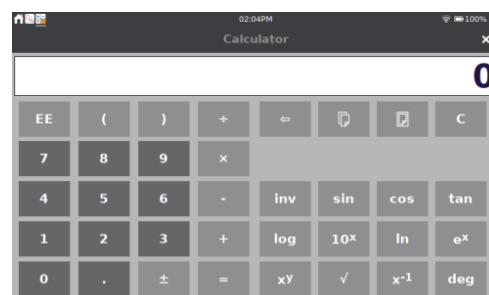 02:04PM 100%
Calculator ×
0
EE ( ) ÷ ⇦ C
7 8 9 ×
4 5 6 - inv sin cos tan
1 2 3 + log 10ˣ ln eˣ
0 . ± = xʸ √ x⁻¹ deg